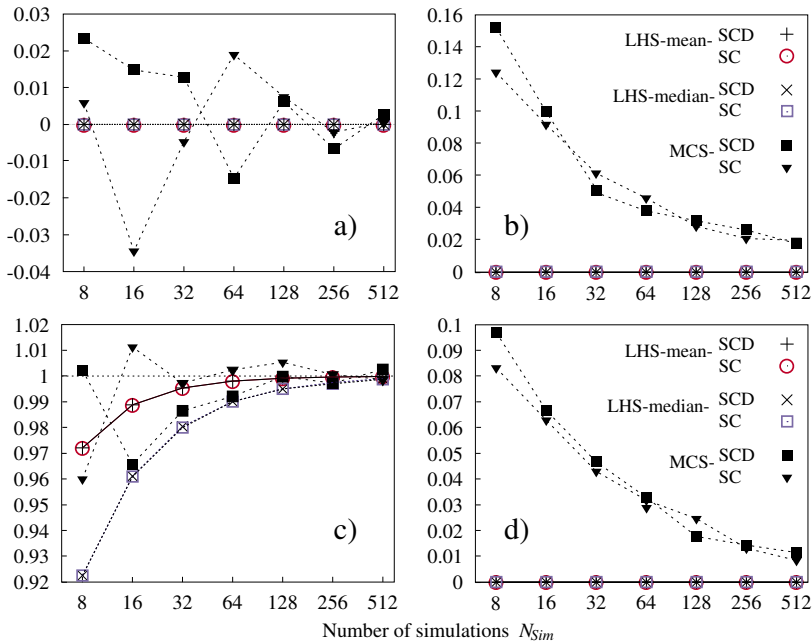 0.03
0.02
0.01
0
-0.01
-0.02
-0.03
-0.04
8 16 32 64 128 256 512
a)
0.16
0.14
0.12
0.1
0.08
0.06
0.04
0.02
0
8 16 32 64 128 256 512
b)
LHS-mean-SCD
SC
LHS-median-SCD
SC
MCS-SCD
SC
1.02
1.01
1
0.99
0.98
0.97
0.96
0.95
0.94
0.93
0.92
8 16 32 64 128 256 512
c)
0.1
0.09
0.08
0.07
0.06
0.05
0.04
0.03
0.02
0.01
0
8 16 32 64 128 256 512
d)
LHS-mean-SCD
SC
LHS-median-SCD
SC
MCS-SCD
SC
Number of simulations N_Sim